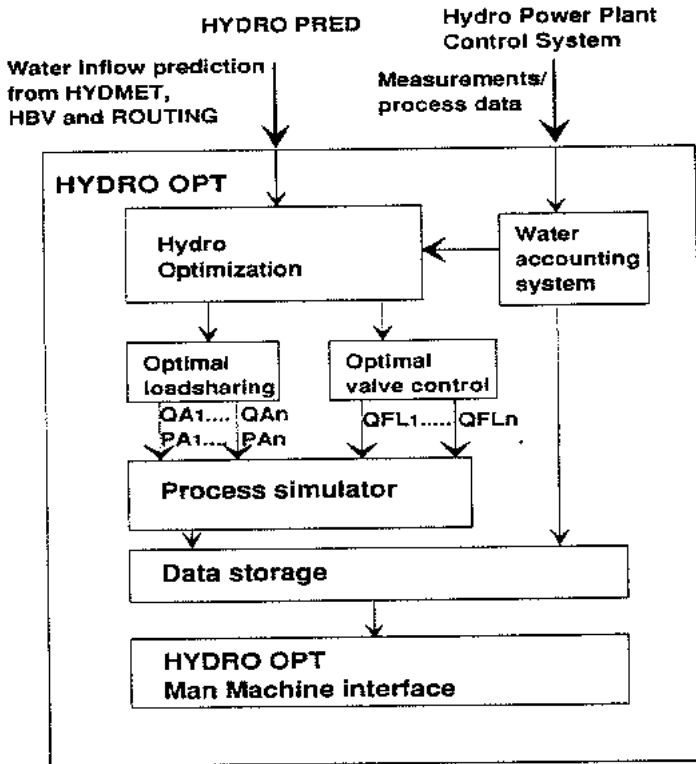 HYDRO PRED
Hydro Power Plant
Control System
Water inflow prediction
from HYDMET,
HBV and ROUTING
Measurements/
process data
HYDRO OPT
Hydro
Optimization
Water
accounting
system
Optimal
loadsharing
Optimal
valve control
QA1.... QAn
PA1.... PAn
QFL1..... QFLn
Process simulator
Data storage
HYDRO OPT
Man Machine interface